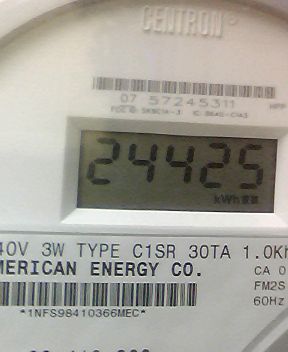 CENTRON®
07 57245311
24425
kWh
40V 3W TYPE C1SR 30TA 1.0Kh
MERICAN ENERGY CO.
CA 0
FM2S
60Hz
*1NFS98410366MEC*